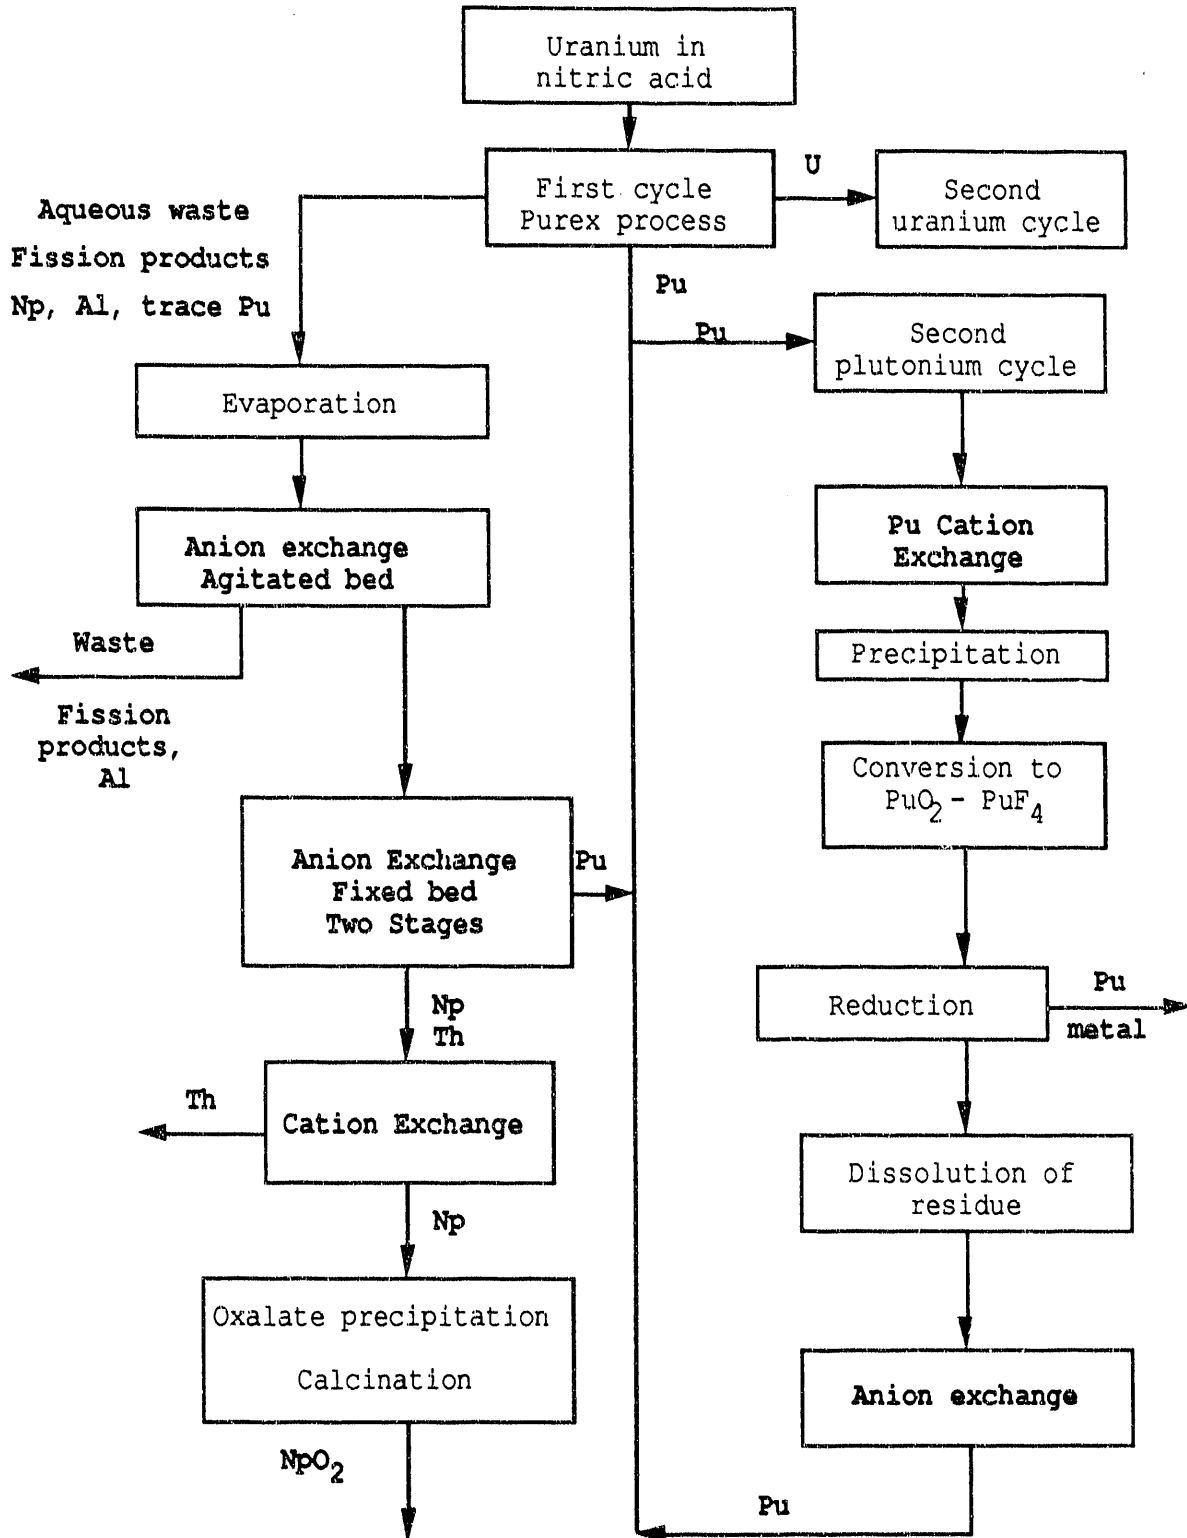 Uranium in
nitric acid
First cycle
Purex process
U
Second
uranium cycle
Aqueous waste
Fission products
Np, Al, trace Pu
Pu
Pu
Second
plutonium cycle
Evaporation
Anion exchange
Agitated bed
Pu Cation
Exchange
Waste
Fission
products,
Al
Precipitation
Conversion to
PuO₂ - PuF₄
Anion Exchange
Fixed bed
Two Stages
Pu
Np
Th
Reduction
Pu
metal
Th
Cation Exchange
Np
Dissolution of
residue
Oxalate precipitation
Calcination
Anion exchange
NpO₂
Pu